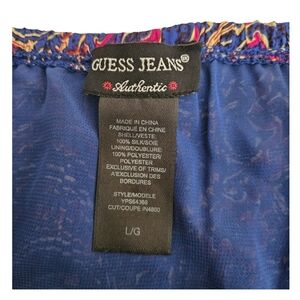 GUESS JEANS®
Authentic
MADE IN CHINA
FABRIQUE EN CHINE
SHELL/VESTE:
100% SILK/SOIE
LINING/DOUBLURE:
100% POLYESTER/
POLYESTER
EXCLUSIVE OF TRIMS/
A'EXCLUSION DES
BORDURES
STYLE/MODELE
YPS64369
CUT/COUPE IN4800
L/G